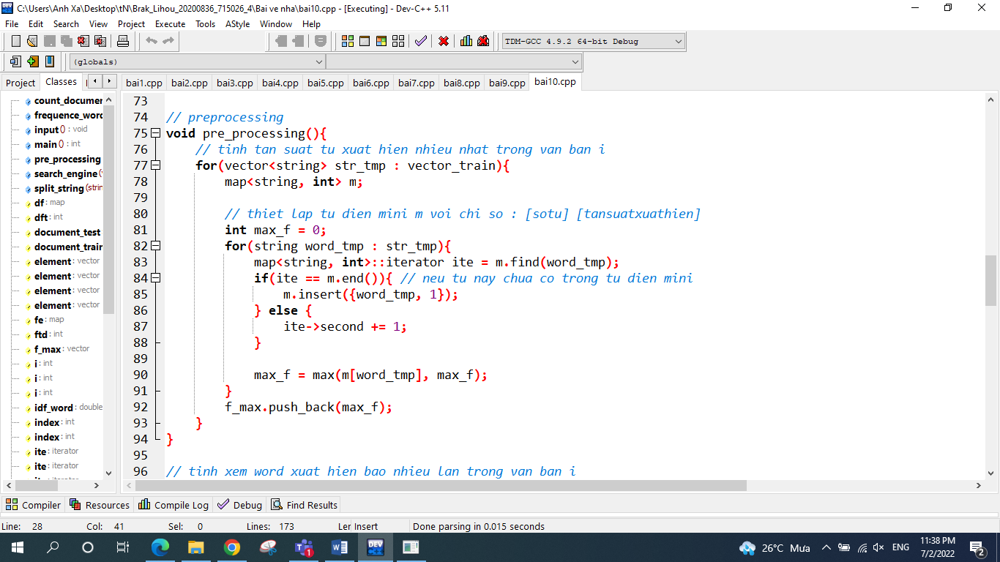 C:\Users\Anh Xa\Desktop\tN\Brak_Lihou_20200836_715026_4\Bai ve nha\bai10.cpp - [Executing] - Dev-C++ 5.11
File Edit Search View Project Execute Tools AStyle Window Help
TDM-GCC 4.9.2 64-bit Debug
(globals)
Project Classes
bai1.cpp bai2.cpp bai3.cpp bai4.cpp bai5.cpp bai6.cpp bai7.cpp bai8.cpp bai9.cpp bai10.cpp
count_documen
frequence_word
input() : void
main() : int
pre_processing
search_engine(
split_string(strin
df : map
dft : int
document_test
document_train
element : vector
element : vector
element : vector
element : vector
fe : map
ftd : int
f_max : vector
i : int
i : int
i : int
idf_word : double
index : int
index : int
ite : iterator
ite : iterator
73
74 // preprocessing
75 void pre_processing(){
76 // tinh tan suat tu xuat hien nhieu nhat trong van ban i
77 for(vector<string> str_tmp : vector_train){
78 map<string, int> m;
79
80 // thiet lap tu dien mini m voi chi so : [sotu] [tansuatxuathien]
81 int max_f = 0;
82 for(string word_tmp : str_tmp){
83 map<string, int>::iterator ite = m.find(word_tmp);
84 if(ite == m.end()){ // neu tu nay chua co trong tu dien mini
85 m.insert({word_tmp, 1});
86 } else {
87 ite->second += 1;
88 }
89
90 max_f = max(m[word_tmp], max_f);
91 }
92 f_max.push_back(max_f);
93 }
94 }
95
96 // tinh xem word xuat hien bao nhieu lan trong van ban i
Compiler Resources Compile Log Debug Find Results
Line: 28 Col: 41 Sel: 0 Lines: 173 Ler Insert Done parsing in 0.015 seconds
26°C Mưa ENG 11:38 PM
7/2/2022